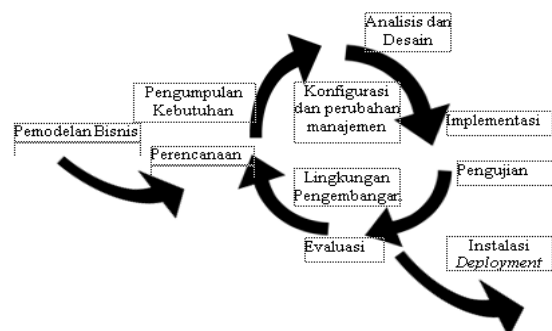 Analisis dan
Desain
Pengumpulan
Kebutuhan
Konfigurasi
dan perubahan
manajemen
Implementasi
Pemodelan Bisnis
Perencanaan
Lingkungan
Pengembangan
Pengujian
Evaluasi
Instalasi
Deployment